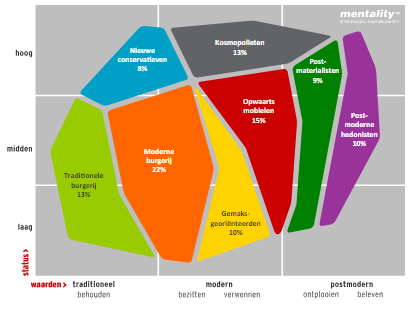 mentality™
hoog
Nieuwe
conservatieven
8%
Kosmopolieten
13%
Post-
materialisten
9%
Opwaarts
mobielen
15%
Post-
moderne
hedonisten
10%
midden
Moderne
burgerij
22%
Traditionele
burgerij
13%
Gemaks-
georiënteerden
10%
laag
status >
waarden > traditioneel modern postmodern
behouden bezitten verwennen ontplooien beleven